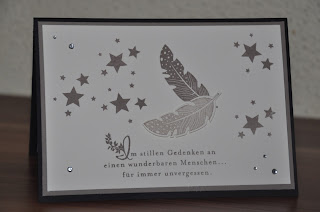 Im stillen Gedenken an
einen wunderbaren Menschen...
für immer unvergessen.